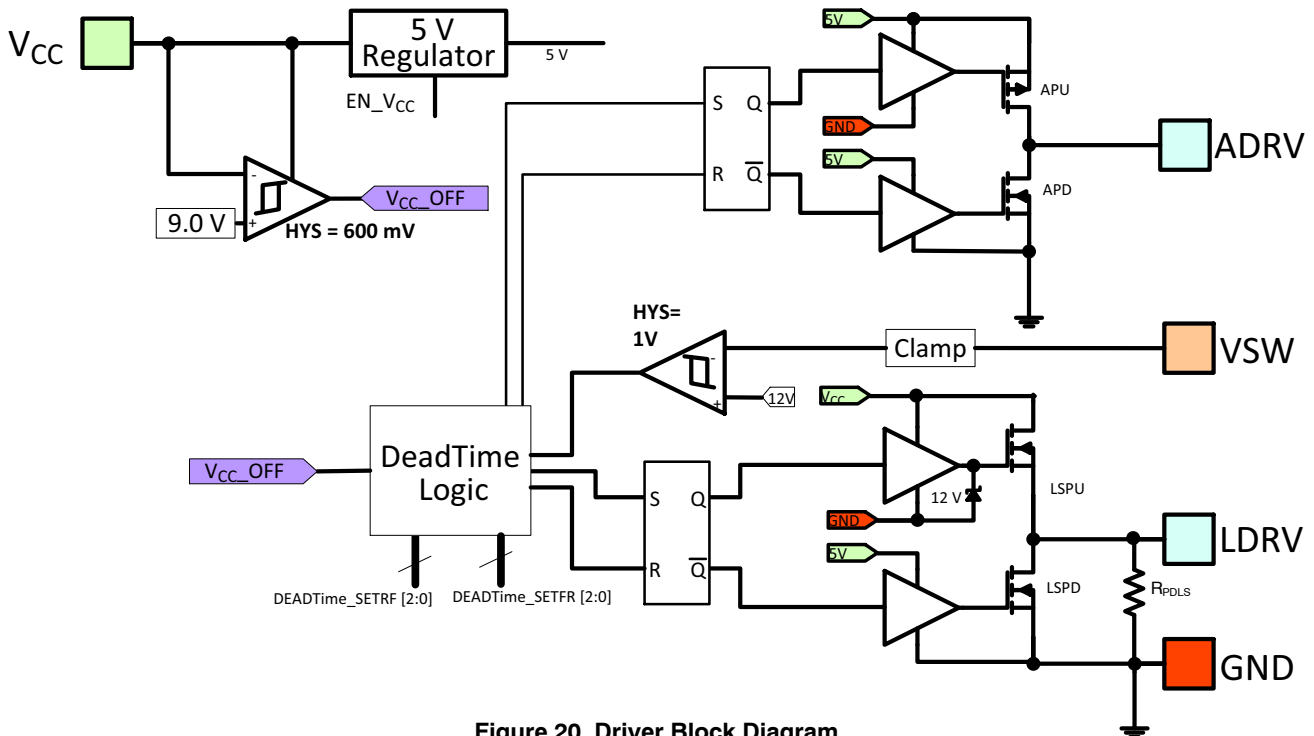 VCC
5 V
Regulator
5 V
EN_VCC
-
+
9.0 V
VCC_OFF
HYS = 600 mV
5V
GND
5V
S
Q
R
Q
APU
APD
ADRV
HYS=
1V
-
+
12V
Clamp
VSW
VCC_OFF
DeadTime
Logic
DEADTime_SETRF [2:0]
DEADTime_SETFR [2:0]
S
Q
R
Q
VCC
GND
5V
12 V
LSPU
LSPD
LDRV
RPDLS
GND
Figure 20. Driver Block Diagram